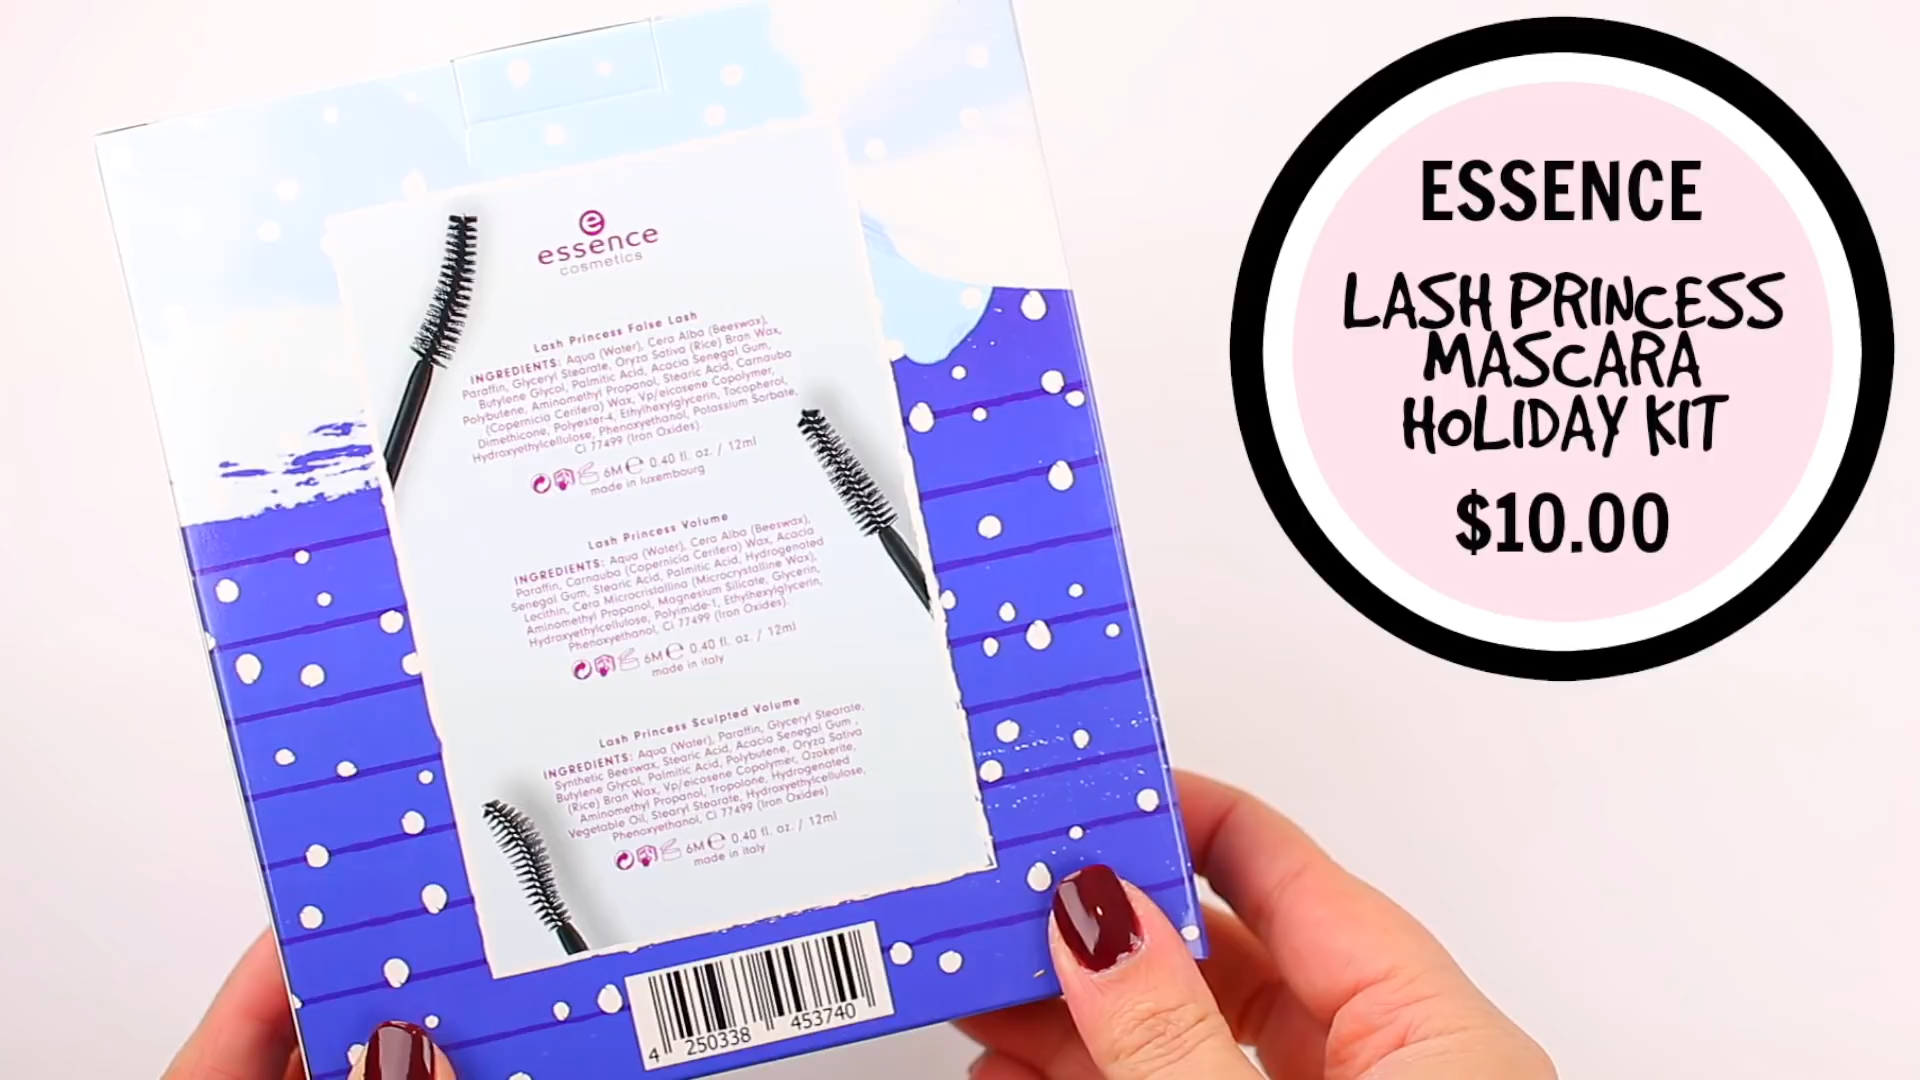 e
essence
cosmetics
Lash Princess False Lash
INGREDIENTS: Aqua (Water), Cera Alba (Beeswax),
Paraffin, Glyceryl Stearate, Oryza Sativa (Rice) Bran Wax,
Butylene Glycol, Palmitic Acid, Acacia Senegal Gum,
Polybutene, Aminomethyl Propanol, Stearic Acid, Carnauba
(Copernicia Cerifera) Wax, Vp/eicosene Copolymer,
Dimethicone, Polyester-4, Ethylhexylglycerin, Tocopherol,
Hydroxyethylcellulose, Phenoxyethanol, Potassium Sorbate,
Ci 77499 (Iron Oxides).
6M e 0.40 fl. oz. / 12ml
made in luxembourg
Lash Princess Volume
INGREDIENTS: Aqua (Water), Cera Alba (Beeswax),
Paraffin, Carnauba (Copernicia Cerifera) Wax, Acacia
Senegal Gum, Stearic Acid, Palmitic Acid, Hydrogenated
Lecithin, Cera Microcristallina (Microcrystalline Wax),
Aminomethyl Propanol, Magnesium Silicate, Glycerin,
Hydroxyethylcellulose, Polyimide-1, Ethylhexylglycerin,
Phenoxyethanol, Ci 77499 (Iron Oxides).
6M e 0.40 fl. oz. / 12ml
made in italy
Lash Princess Sculpted Volume
INGREDIENTS: Aqua (Water), Paraffin, Glyceryl Stearate,
Synthetic Beeswax, Stearic Acid, Acacia Senegal Gum ,
Butylene Glycol, Palmitic Acid, Polybutene, Oryza Sativa
(Rice) Bran Wax, Vp/eicosene Copolymer, Ozokerite,
Aminomethyl Propanol, Tropolone, Hydrogenated
Vegetable Oil, Stearyl Stearate, Hydroxyethylcellulose,
Phenoxyethanol, Ci 77499 (Iron Oxides)
6M e 0.40 fl. oz. / 12ml
made in italy
4 250338 453740
ESSENCE
LASH PRINCESS
MASCARA
HOLIDAY KIT
$10.00